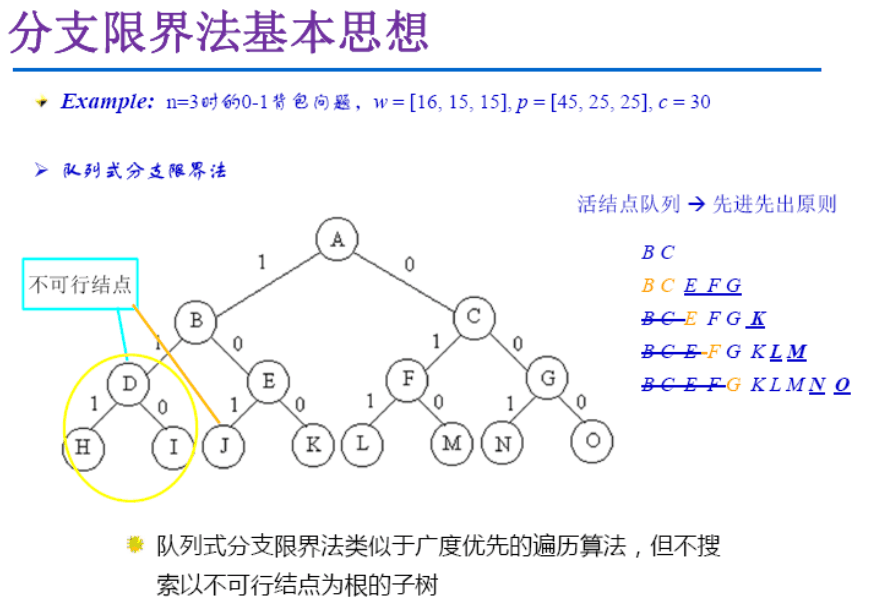 分支限界法基本思想
Example: n=3时的0-1背包问题，w = [16, 15, 15], p = [45, 25, 25], c = 30
队列式分支限界法
活结点队列 → 先进先出原则
不可行结点
A
1 0
B C
1 0 1 0
D E F G
1 0 1 0 1 0 1 0
H I J K L M N O
B C
B C E F G
B C E F G K
B C E F G K L M
B C E F G K L M N O
队列式分支限界法类似于广度优先的遍历算法，但不搜
索以不可行结点为根的子树